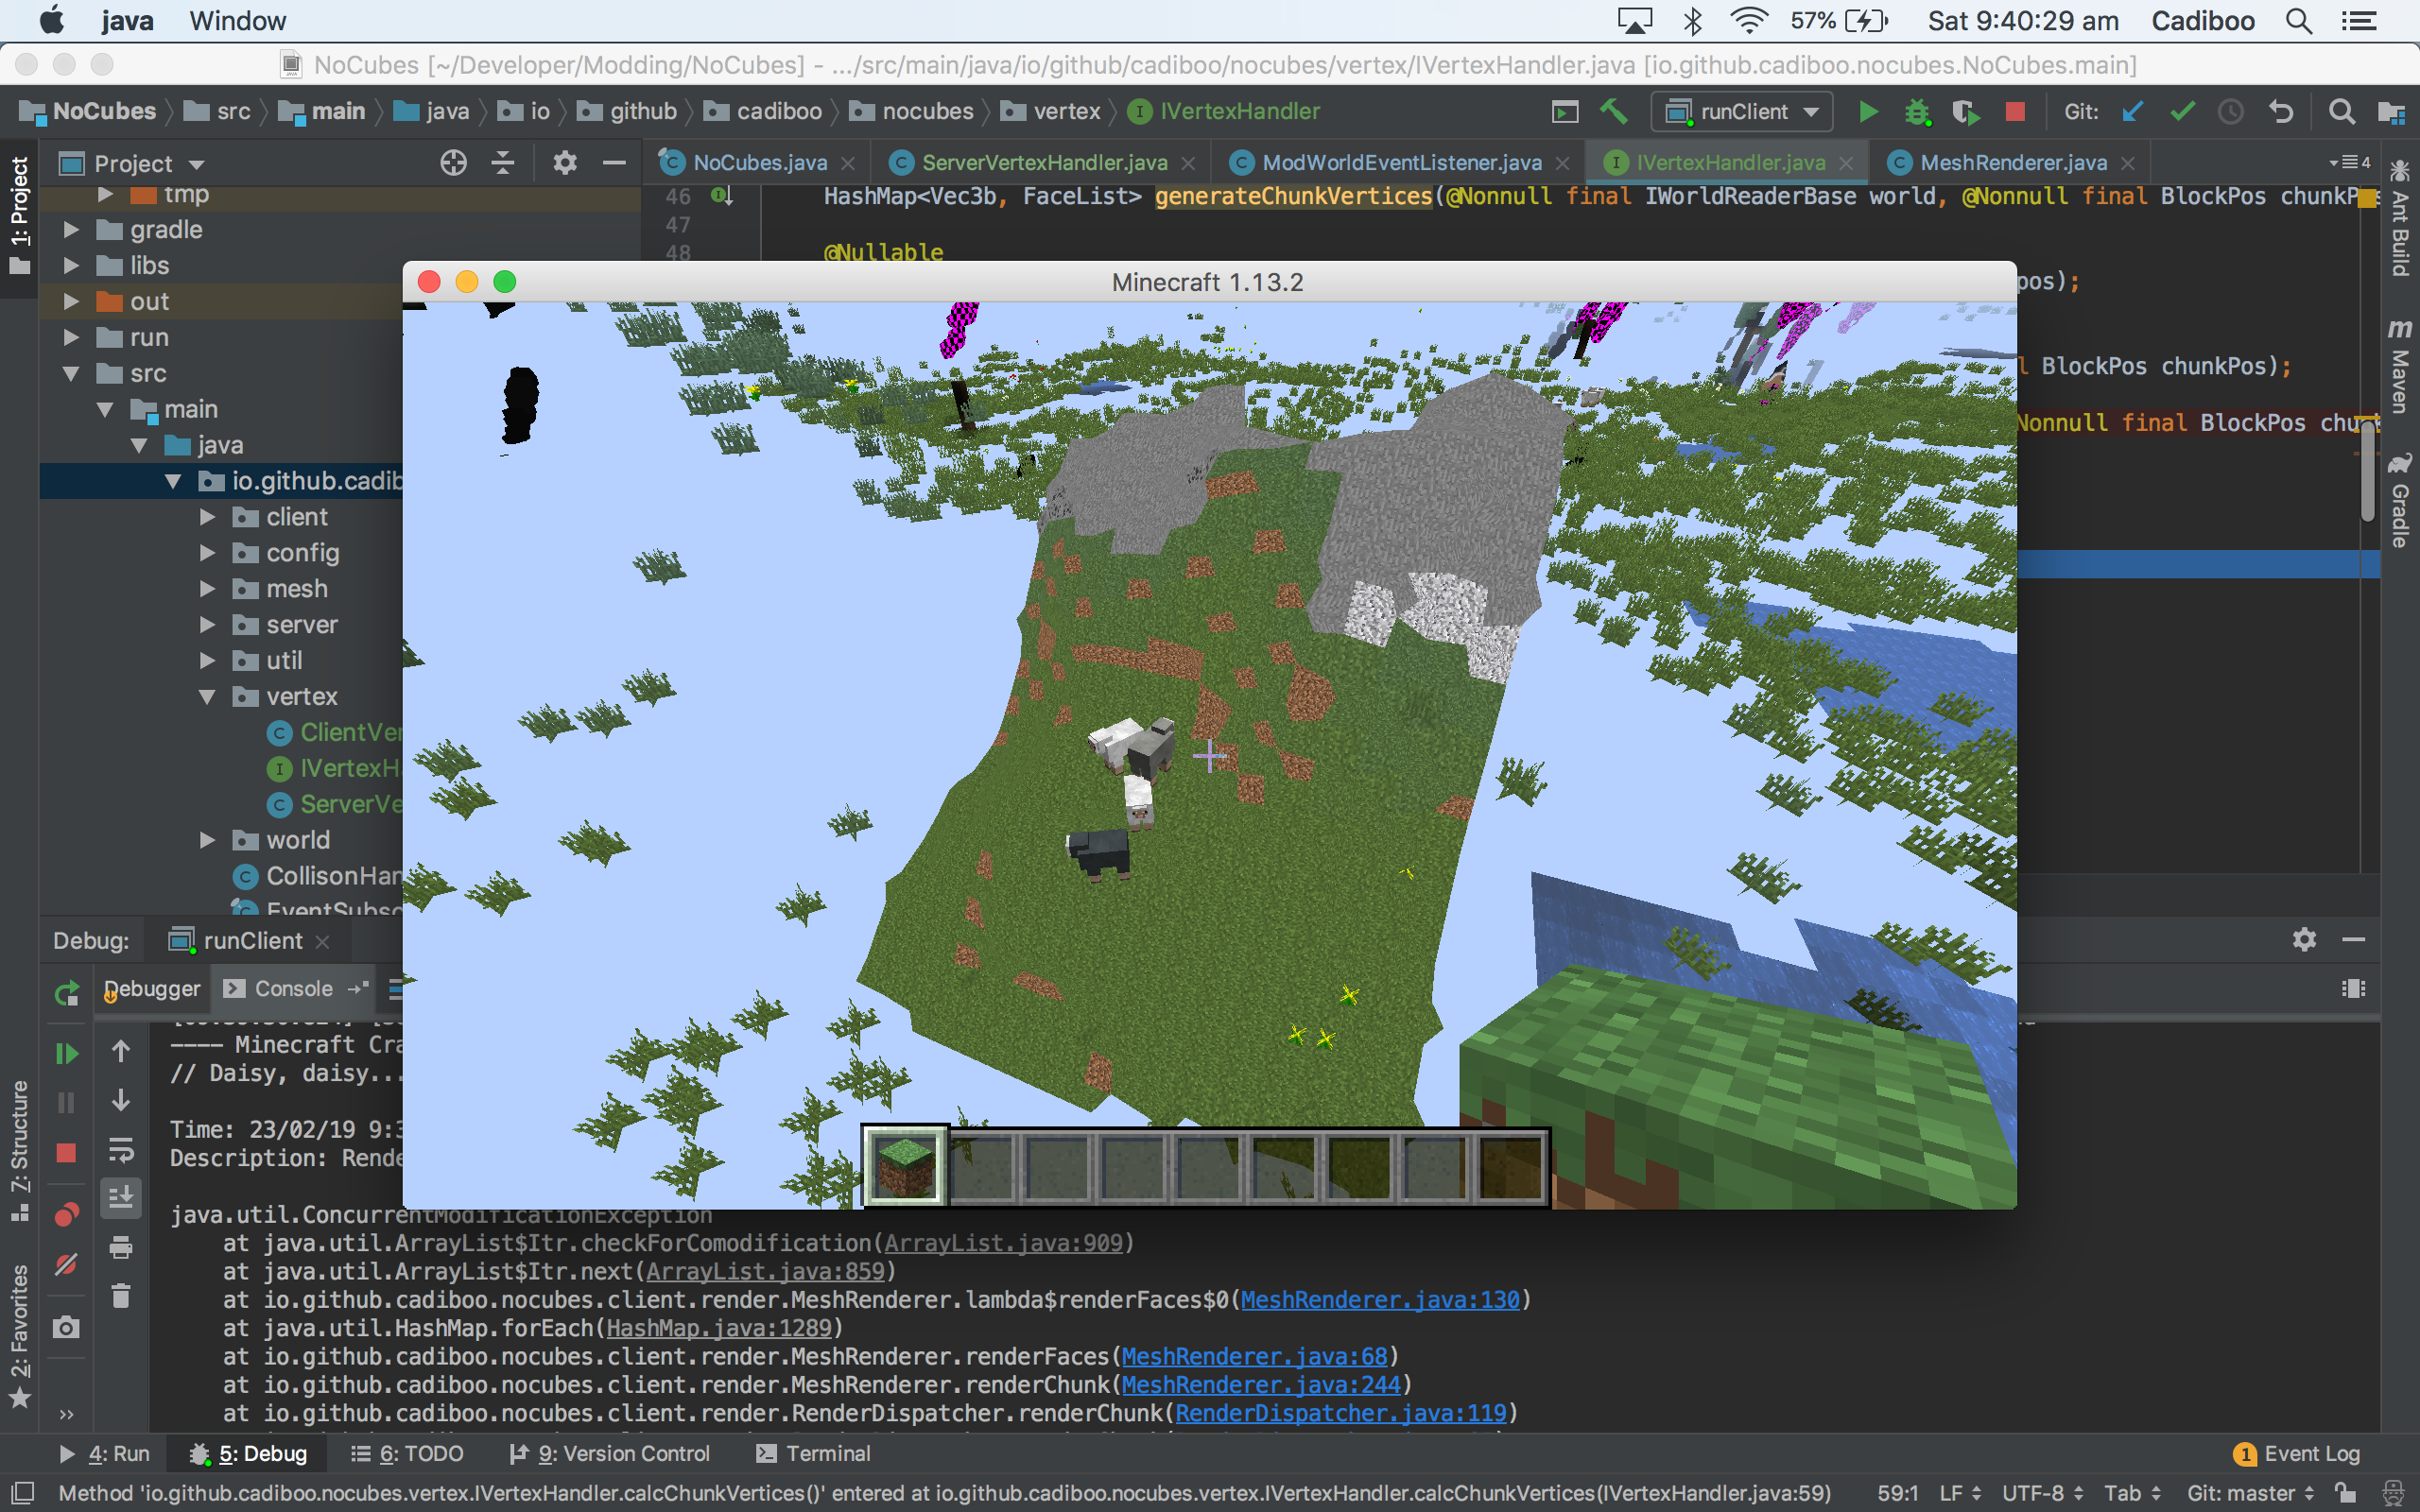 java Window 57% Sat 9:40:29 am Cadiboo
NoCubes [~/Developer/Modding/NoCubes] - .../src/main/java/io/github/cadiboo/nocubes/vertex/IVertexHandler.java [io.github.cadiboo.nocubes.NoCubes.main]
NoCubes src main java io github cadiboo nocubes vertex IVertexHandler runClient Git:
1: Project
Project
NoCubes.java ServerVertexHandler.java ModWorldEventListener.java IVertexHandler.java MeshRenderer.java 4
tmp
gradle
libs
out
run
src
main
java
io.github.cadib
client
config
mesh
server
util
vertex
ClientVer
IVertexH
ServerVe
world
CollisonHan
EventSubsc
46 HashMap<Vec3b, FaceList> generateChunkVertices(@Nonnull final IWorldReaderBase world, @Nonnull final BlockPos chunkP
47
48 @Nullable
pos);
l BlockPos chunkPos);
Nonnull final BlockPos chu
Ant Build
Maven
Gradle
Minecraft 1.13.2
Debug: runClient
Debugger Console
---- Minecraft Cra
// Daisy, daisy...
Time: 23/02/19 9:3
Description: Rende
java.util.ConcurrentModificationException
at java.util.ArrayList$Itr.checkForComodification(ArrayList.java:909)
at java.util.ArrayList$Itr.next(ArrayList.java:859)
at io.github.cadiboo.nocubes.client.render.MeshRenderer.lambda$renderFaces$0(MeshRenderer.java:130)
at java.util.HashMap.forEach(HashMap.java:1289)
at io.github.cadiboo.nocubes.client.render.MeshRenderer.renderFaces(MeshRenderer.java:68)
at io.github.cadiboo.nocubes.client.render.MeshRenderer.renderChunk(MeshRenderer.java:244)
at io.github.cadiboo.nocubes.client.render.RenderDispatcher.renderChunk(RenderDispatcher.java:119)
7: Structure
2: Favorites
4: Run 5: Debug 6: TODO 9: Version Control Terminal 1 Event Log
Method 'io.github.cadiboo.nocubes.vertex.IVertexHandler.calcChunkVertices()' entered at io.github.cadiboo.nocubes.vertex.IVertexHandler.calcChunkVertices(IVertexHandler.java:59) 59:1 LF UTF-8 Tab Git: master